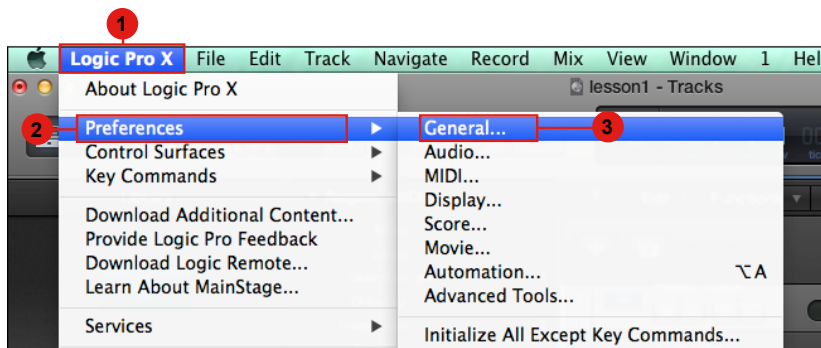 1
Logic Pro X File Edit Track Navigate Record Mix View Window 1 Hel
About Logic Pro X
lesson1 - Tracks
2
Preferences
General...
3
Control Surfaces
Audio...
Key Commands
MIDI...
Display...
Download Additional Content...
Score...
Provide Logic Pro Feedback
Movie...
Download Logic Remote...
Automation... ⌥A
Learn About MainStage...
Advanced Tools...
Services
Initialize All Except Key Commands...